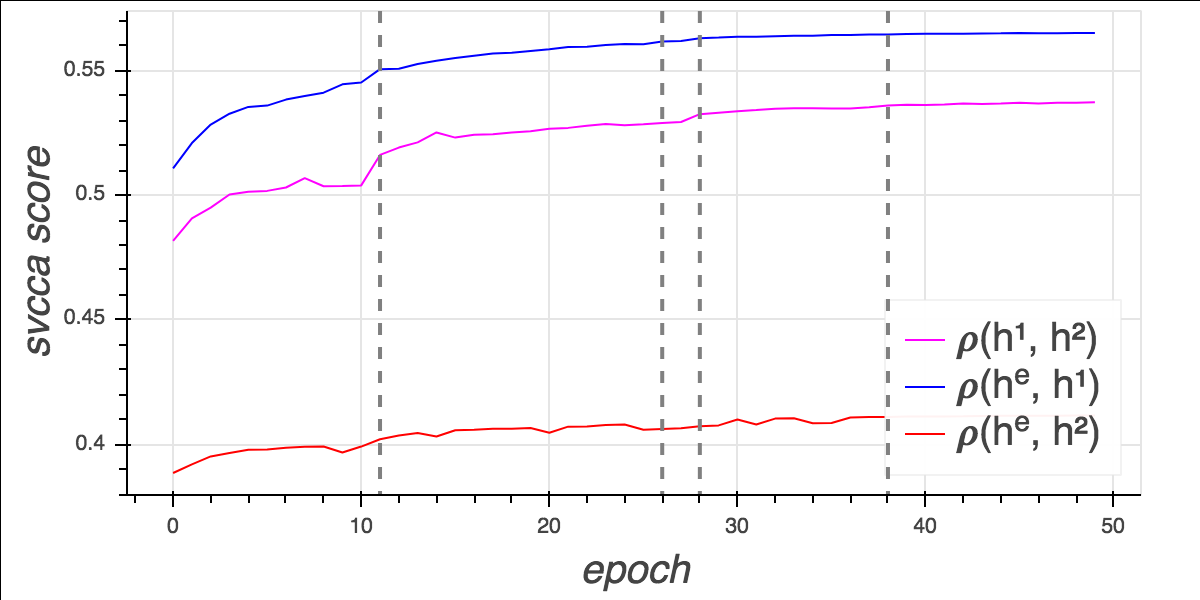 svcca score
0.55
0.5
0.45
0.4
0
10
20
30
40
50
epoch
ρ(h¹, h²)
ρ(hᵉ, h¹)
ρ(hᵉ, h²)